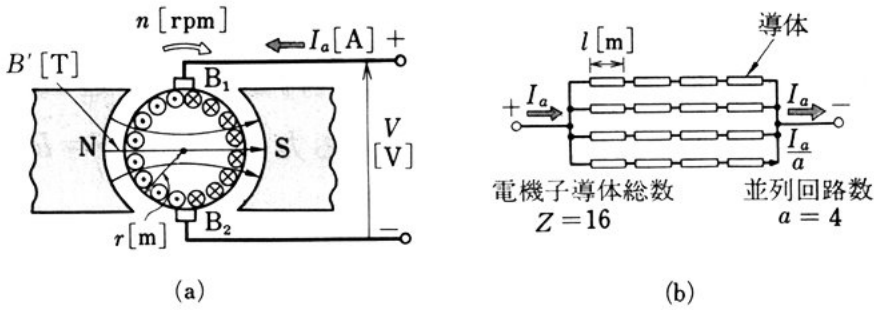 n [rpm]
I_a [A] +
B′ [T]
B₁
N
S
V
[V]
B₂
r [m]
−
(a)
導体
l [m]
+ I_a
I_a −
I_a/a
電機子導体総数
Z = 16
並列回路数
a = 4
(b)